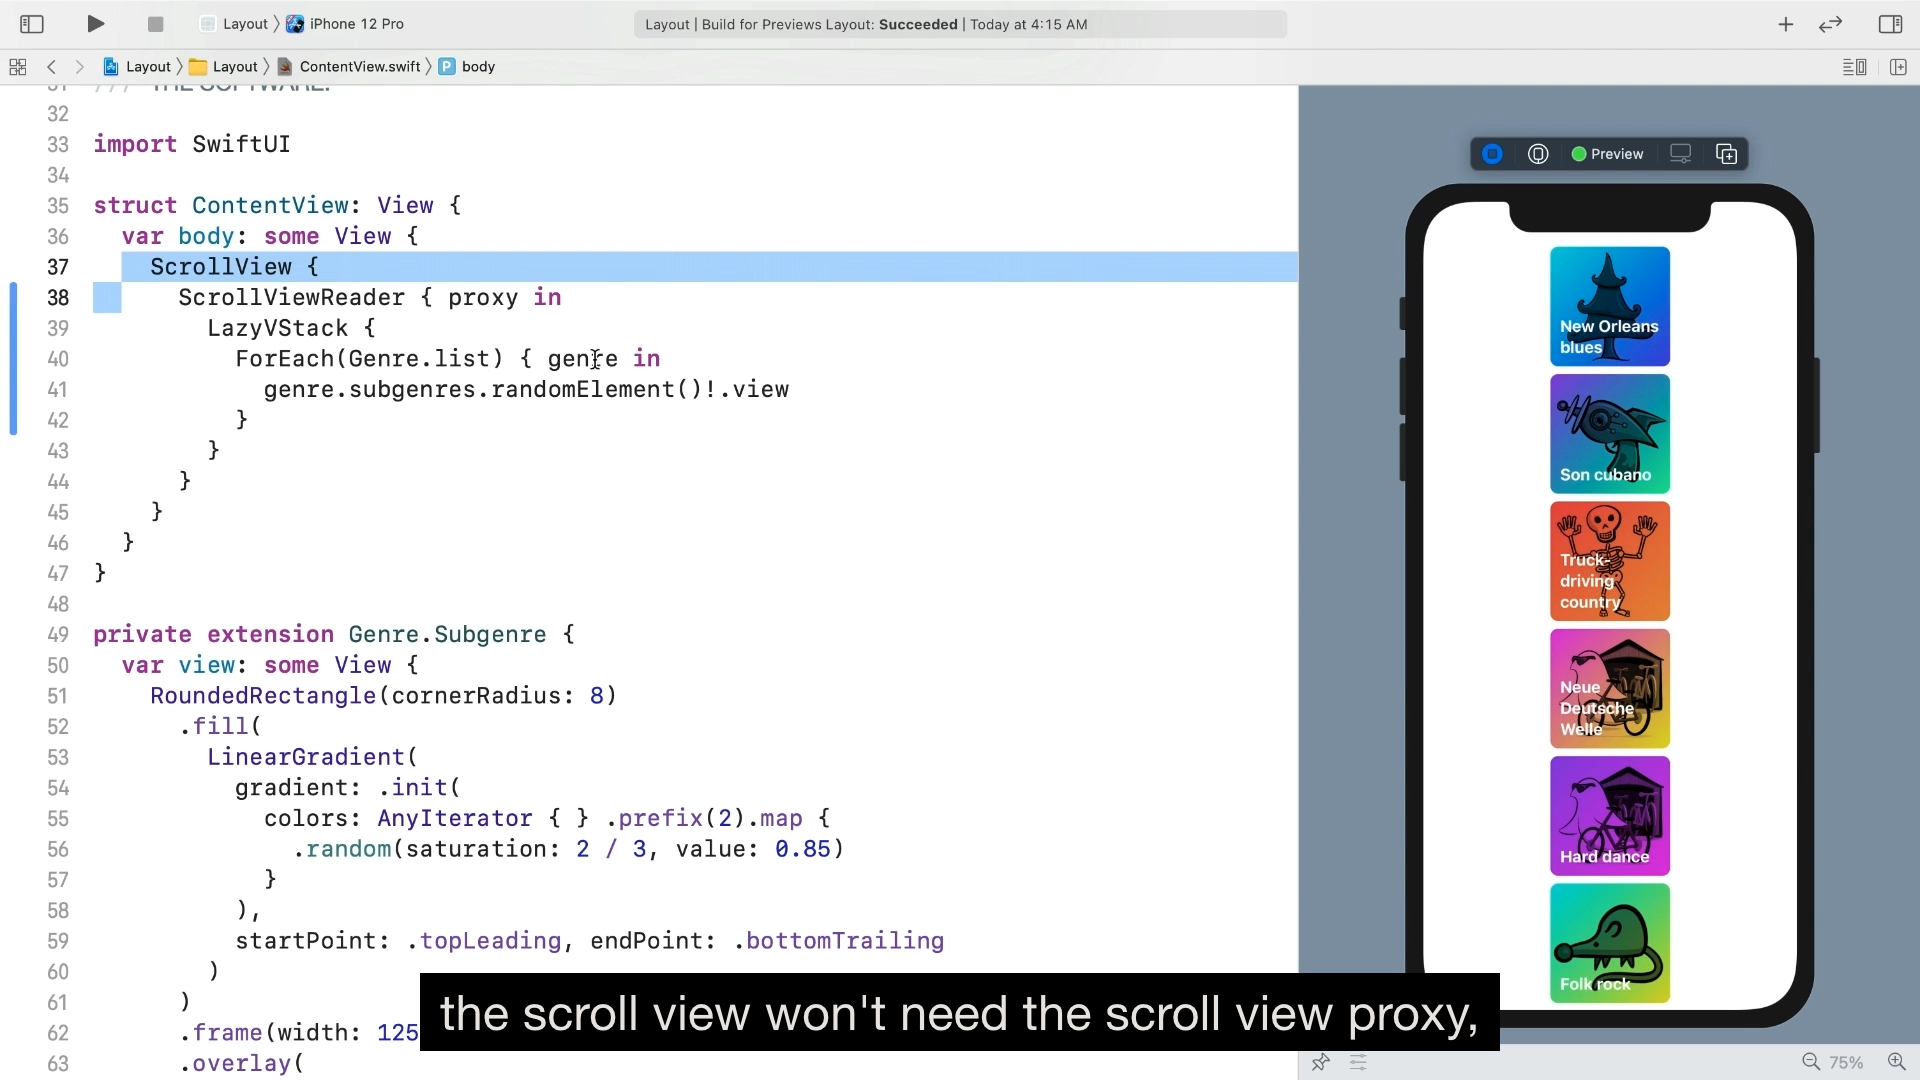 Layout
iPhone 12 Pro
Layout | Build for Previews Layout: Succeeded | Today at 4:15 AM
Layout
Layout
ContentView.swift
P body
31 /// THE SOFTWARE.
32
33 import SwiftUI
34
35 struct ContentView: View {
36 var body: some View {
37 ScrollView {
38 ScrollViewReader { proxy in
39 LazyVStack {
40 ForEach(Genre.list) { genre in
41 genre.subgenres.randomElement()!.view
42 }
43 }
44 }
45 }
46 }
47 }
48
49 private extension Genre.Subgenre {
50 var view: some View {
51 RoundedRectangle(cornerRadius: 8)
52 .fill(
53 LinearGradient(
54 gradient: .init(
55 colors: AnyIterator { } .prefix(2).map {
56 .random(saturation: 2 / 3, value: 0.85)
57 }
58 ),
59 startPoint: .topLeading, endPoint: .bottomTrailing
60 )
61 )
62 .frame(width: 125
63 .overlay(
Preview
New Orleans
blues
Son cubano
Truck-
driving
country
Neue
Deutsche
Welle
Hard dance
Folk rock
the scroll view won't need the scroll view proxy,
75%